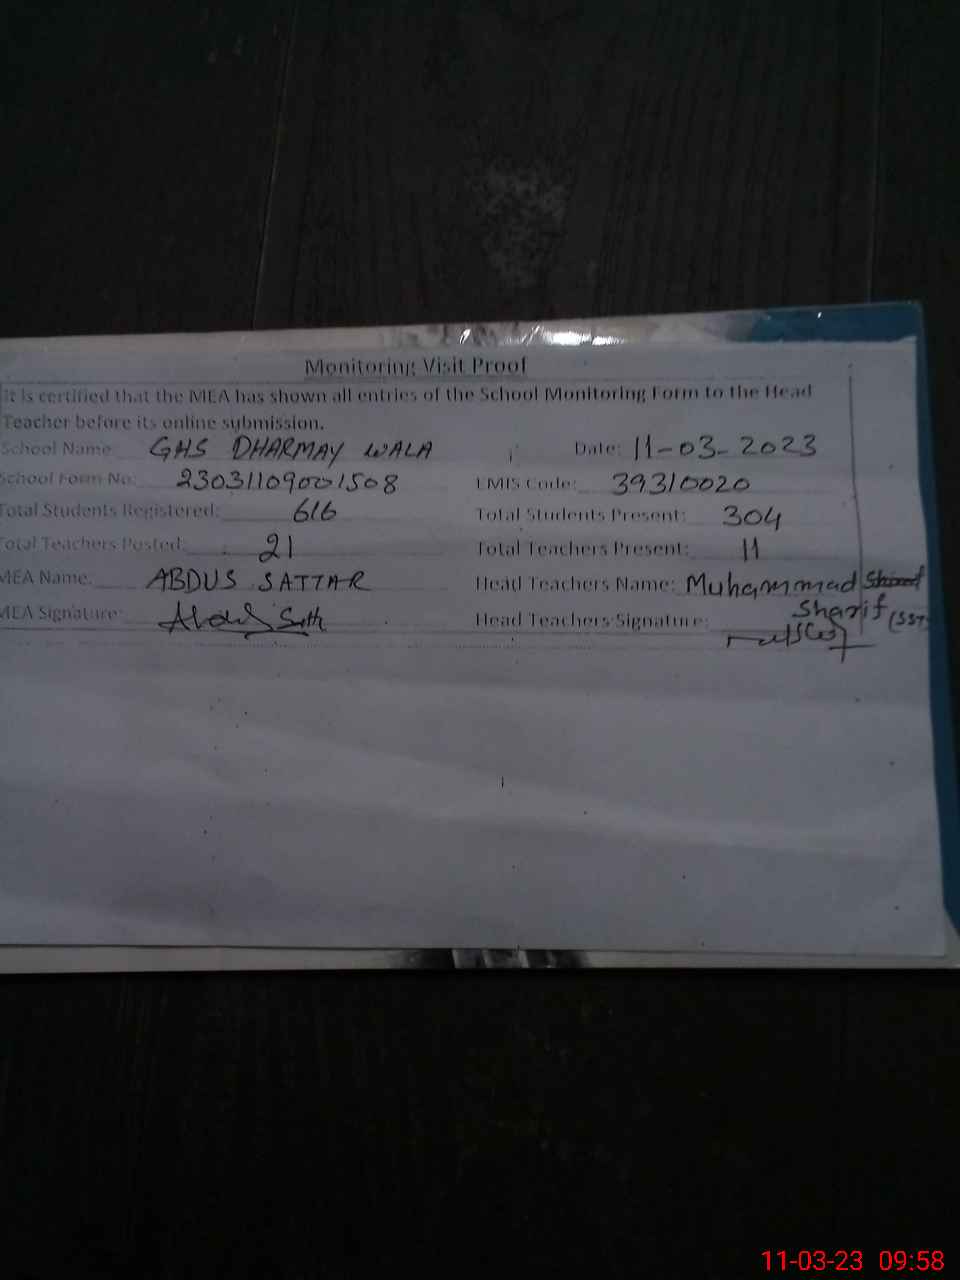 Monitoring Visit Proof
It is certified that the MEA has shown all entries of the School Monitoring Form to the Head
Teacher before its online submission.
School Name: GHS DHARMAY WALA Date: 11-03-2023
School Form No: 23031109001508 EMIS Code: 39310020
Total Students Registered: 616 Total Students Present: 304
Total Teachers Posted: 21 Total Teachers Present: 11
MEA Name: ABDUS SATTAR Head Teachers Name: Muhammad
Sharif (SST)
MEA Signature: Head Teachers Signature:
11-03-23 09:58